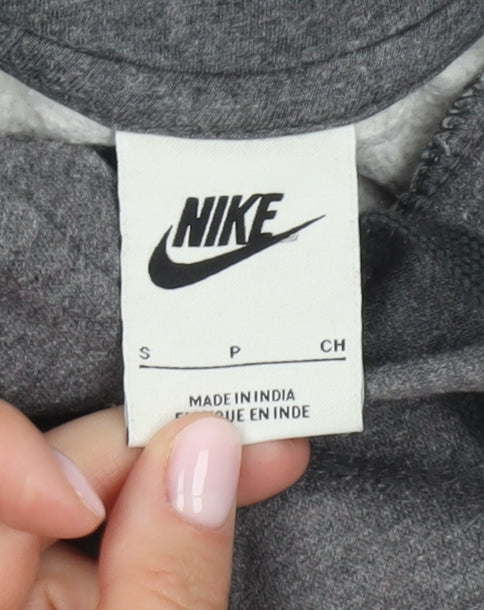 NIKE
S P CH
MADE IN INDIA
EN INDE